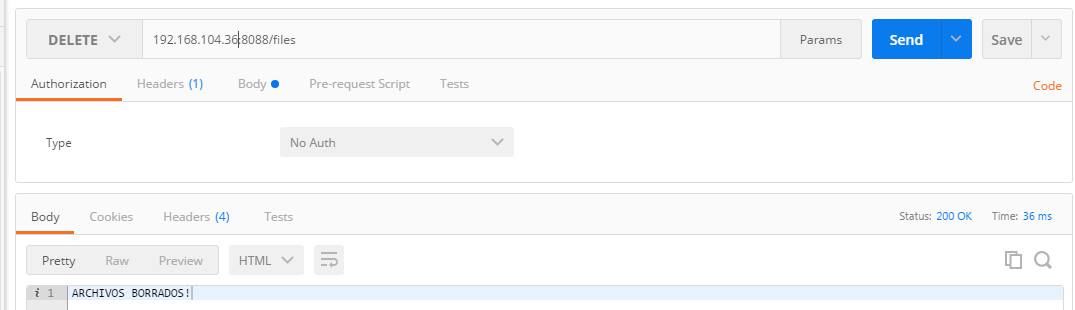 DELETE 192.168.104.36:8088/files Params Send Save
Authorization Headers (1) Body Pre-request Script Tests Code
Type No Auth
Body Cookies Headers (4) Tests Status: 200 OK Time: 36 ms
Pretty Raw Preview HTML
i 1 ARCHIVOS BORRADOS!